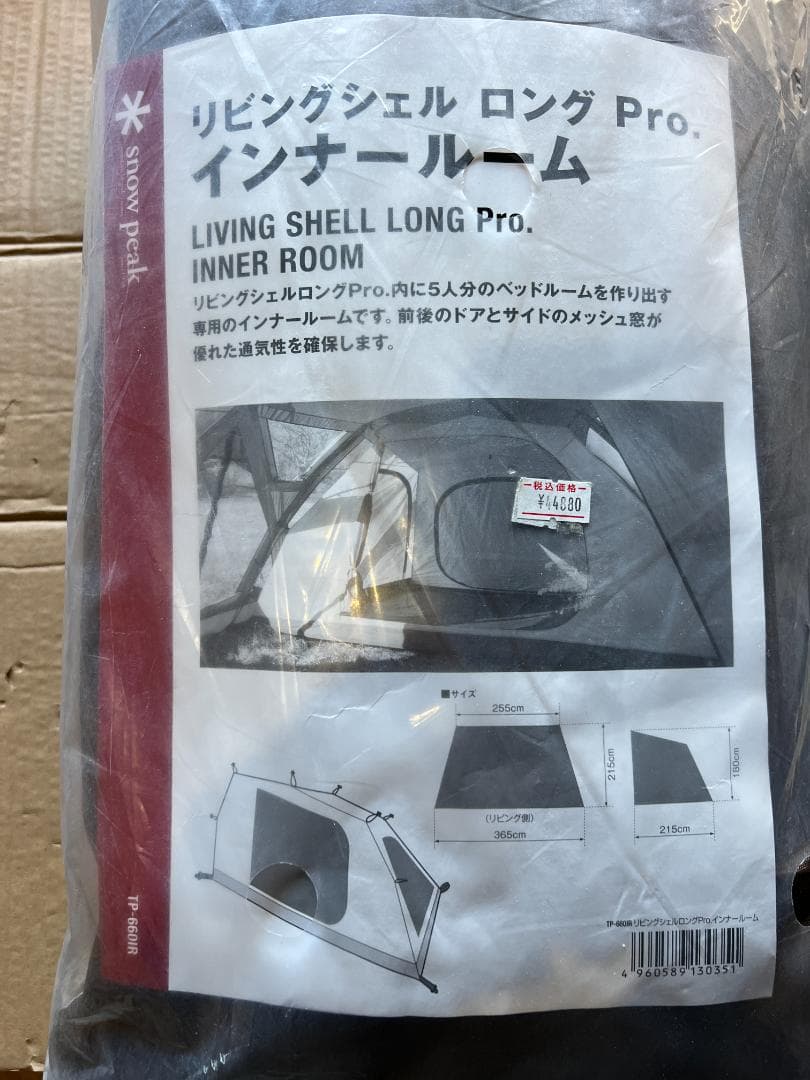 snow peak
リビングシェル ロング Pro.
インナールーム
LIVING SHELL LONG Pro.
INNER ROOM
リビングシェルロングPro.内に5人分のベッドルームを作り出す
専用のインナールームです。前後のドアとサイドのメッシュ窓が
優れた通気性を確保します。
税込価格
¥44880
■サイズ
255cm
215cm
180cm
(リビング側)
365cm
215cm
TP-660IR
TP-660IR リビングシェルロングPro.インナールーム
4 960589 130351